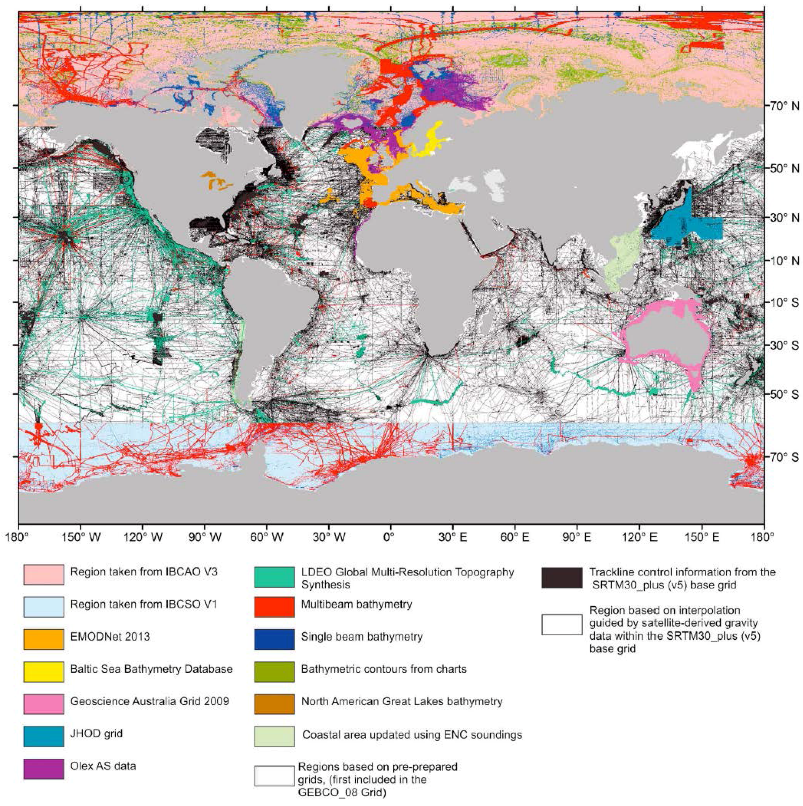 70° N
50° N
30° N
10° N
10° S
30° S
50° S
70° S
180° 150° W 120° W 90° W 60° W 30° W 0° 30° E 60° E 90° E 120° E 150° E 180°
Region taken from IBCAO V3
Region taken from IBCSO V1
EMODNet 2013
Baltic Sea Bathymetry Database
Geoscience Australia Grid 2009
JHOD grid
Olex AS data
LDEO Global Multi-Resolution Topography
Synthesis
Multibeam bathymetry
Single beam bathymetry
Bathymetric contours from charts
North American Great Lakes bathymetry
Coastal area updated using ENC soundings
Regions based on pre-prepared
grids, (first included in the
GEBCO_08 Grid)
Trackline control information from the
SRTM30_plus (v5) base grid
Region based on interpolation
guided by satellite-derived gravity
data within the SRTM30_plus (v5)
base grid